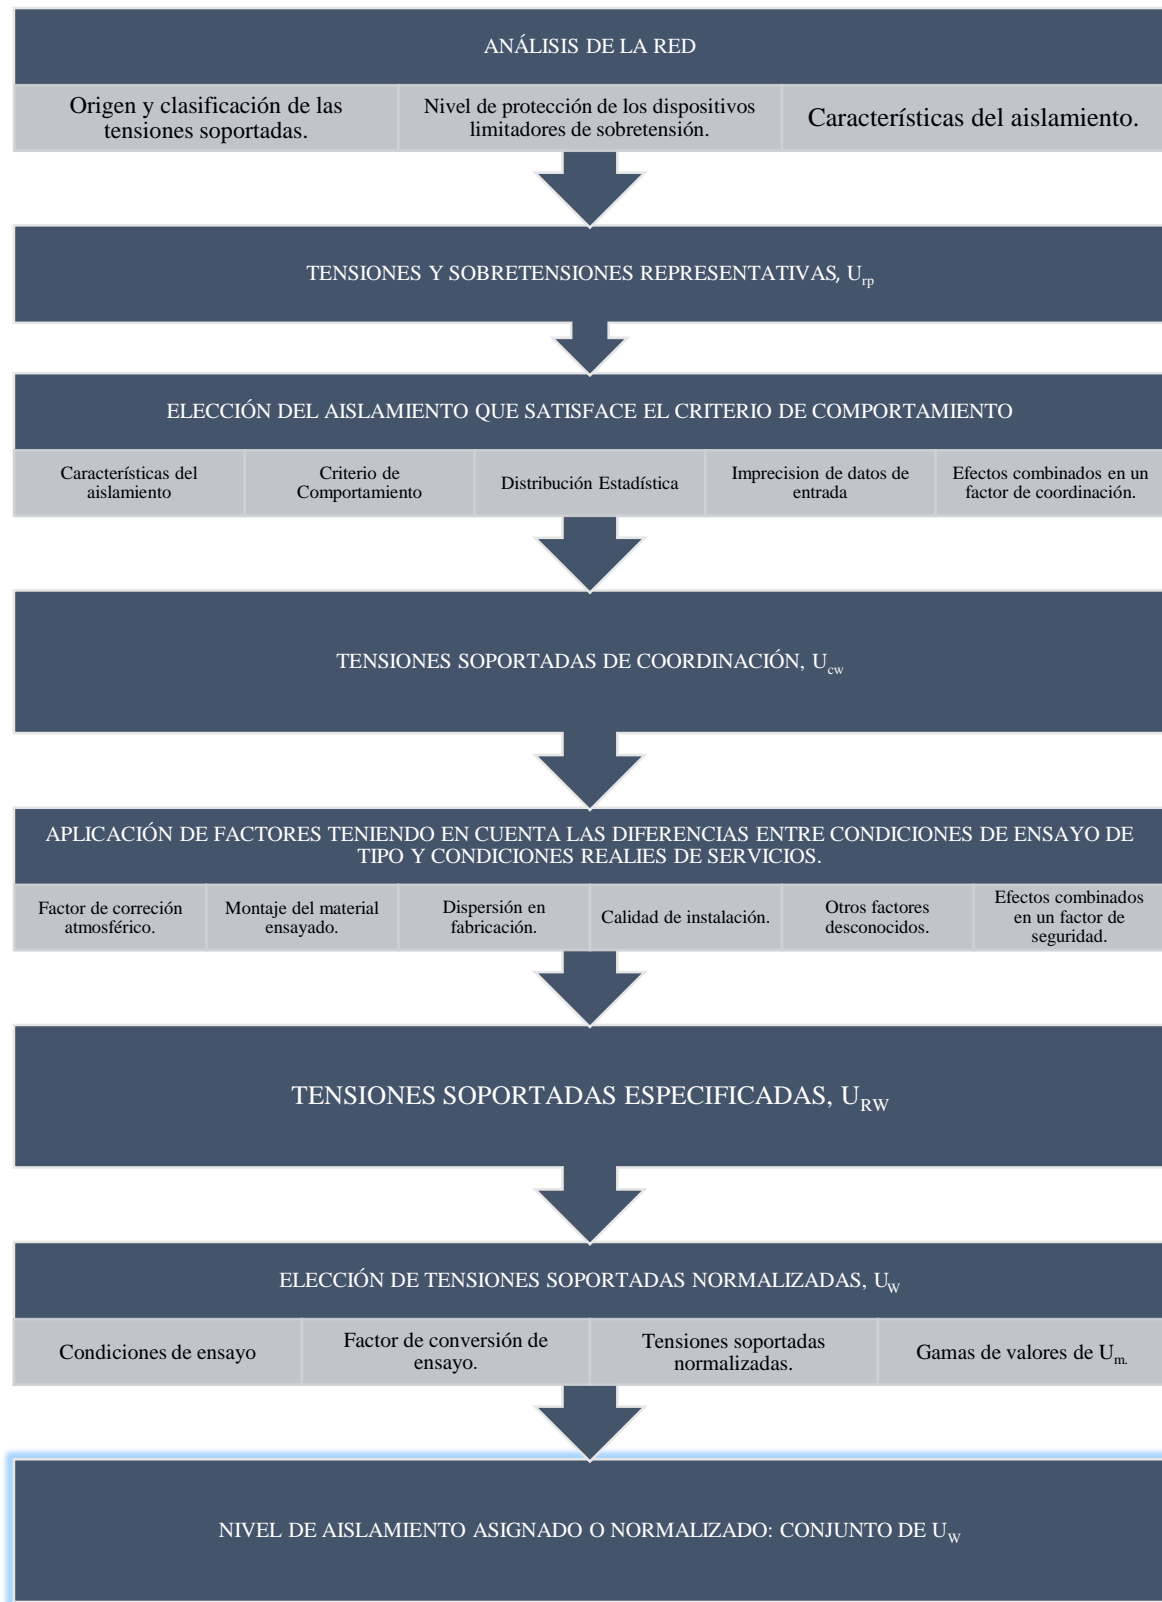 ANÁLISIS DE LA RED
Origen y clasificación de las
tensiones soportadas.
Nivel de protección de los dispositivos
limitadores de sobretensión.
Características del aislamiento.
TENSIONES Y SOBRETENSIONES REPRESENTATIVAS, Urp
ELECCIÓN DEL AISLAMIENTO QUE SATISFACE EL CRITERIO DE COMPORTAMIENTO
Características del
aislamiento
Criterio de
Comportamiento
Distribución Estadística
Imprecision de datos de
entrada
Efectos combinados en un
factor de coordinación.
TENSIONES SOPORTADAS DE COORDINACIÓN, Ucw
APLICACIÓN DE FACTORES TENIENDO EN CUENTA LAS DIFERENCIAS ENTRE CONDICIONES DE ENSAYO DE
TIPO Y CONDICIONES REALIES DE SERVICIOS.
Factor de correción
atmosférico.
Montaje del material
ensayado.
Dispersión en
fabricación.
Calidad de instalación.
Otros factores
desconocidos.
Efectos combinados
en un factor de
seguridad.
TENSIONES SOPORTADAS ESPECIFICADAS, URW
ELECCIÓN DE TENSIONES SOPORTADAS NORMALIZADAS, UW
Condiciones de ensayo
Factor de conversión de
ensayo.
Tensiones soportadas
normalizadas.
Gamas de valores de Um.
NIVEL DE AISLAMIENTO ASIGNADO O NORMALIZADO: CONJUNTO DE UW